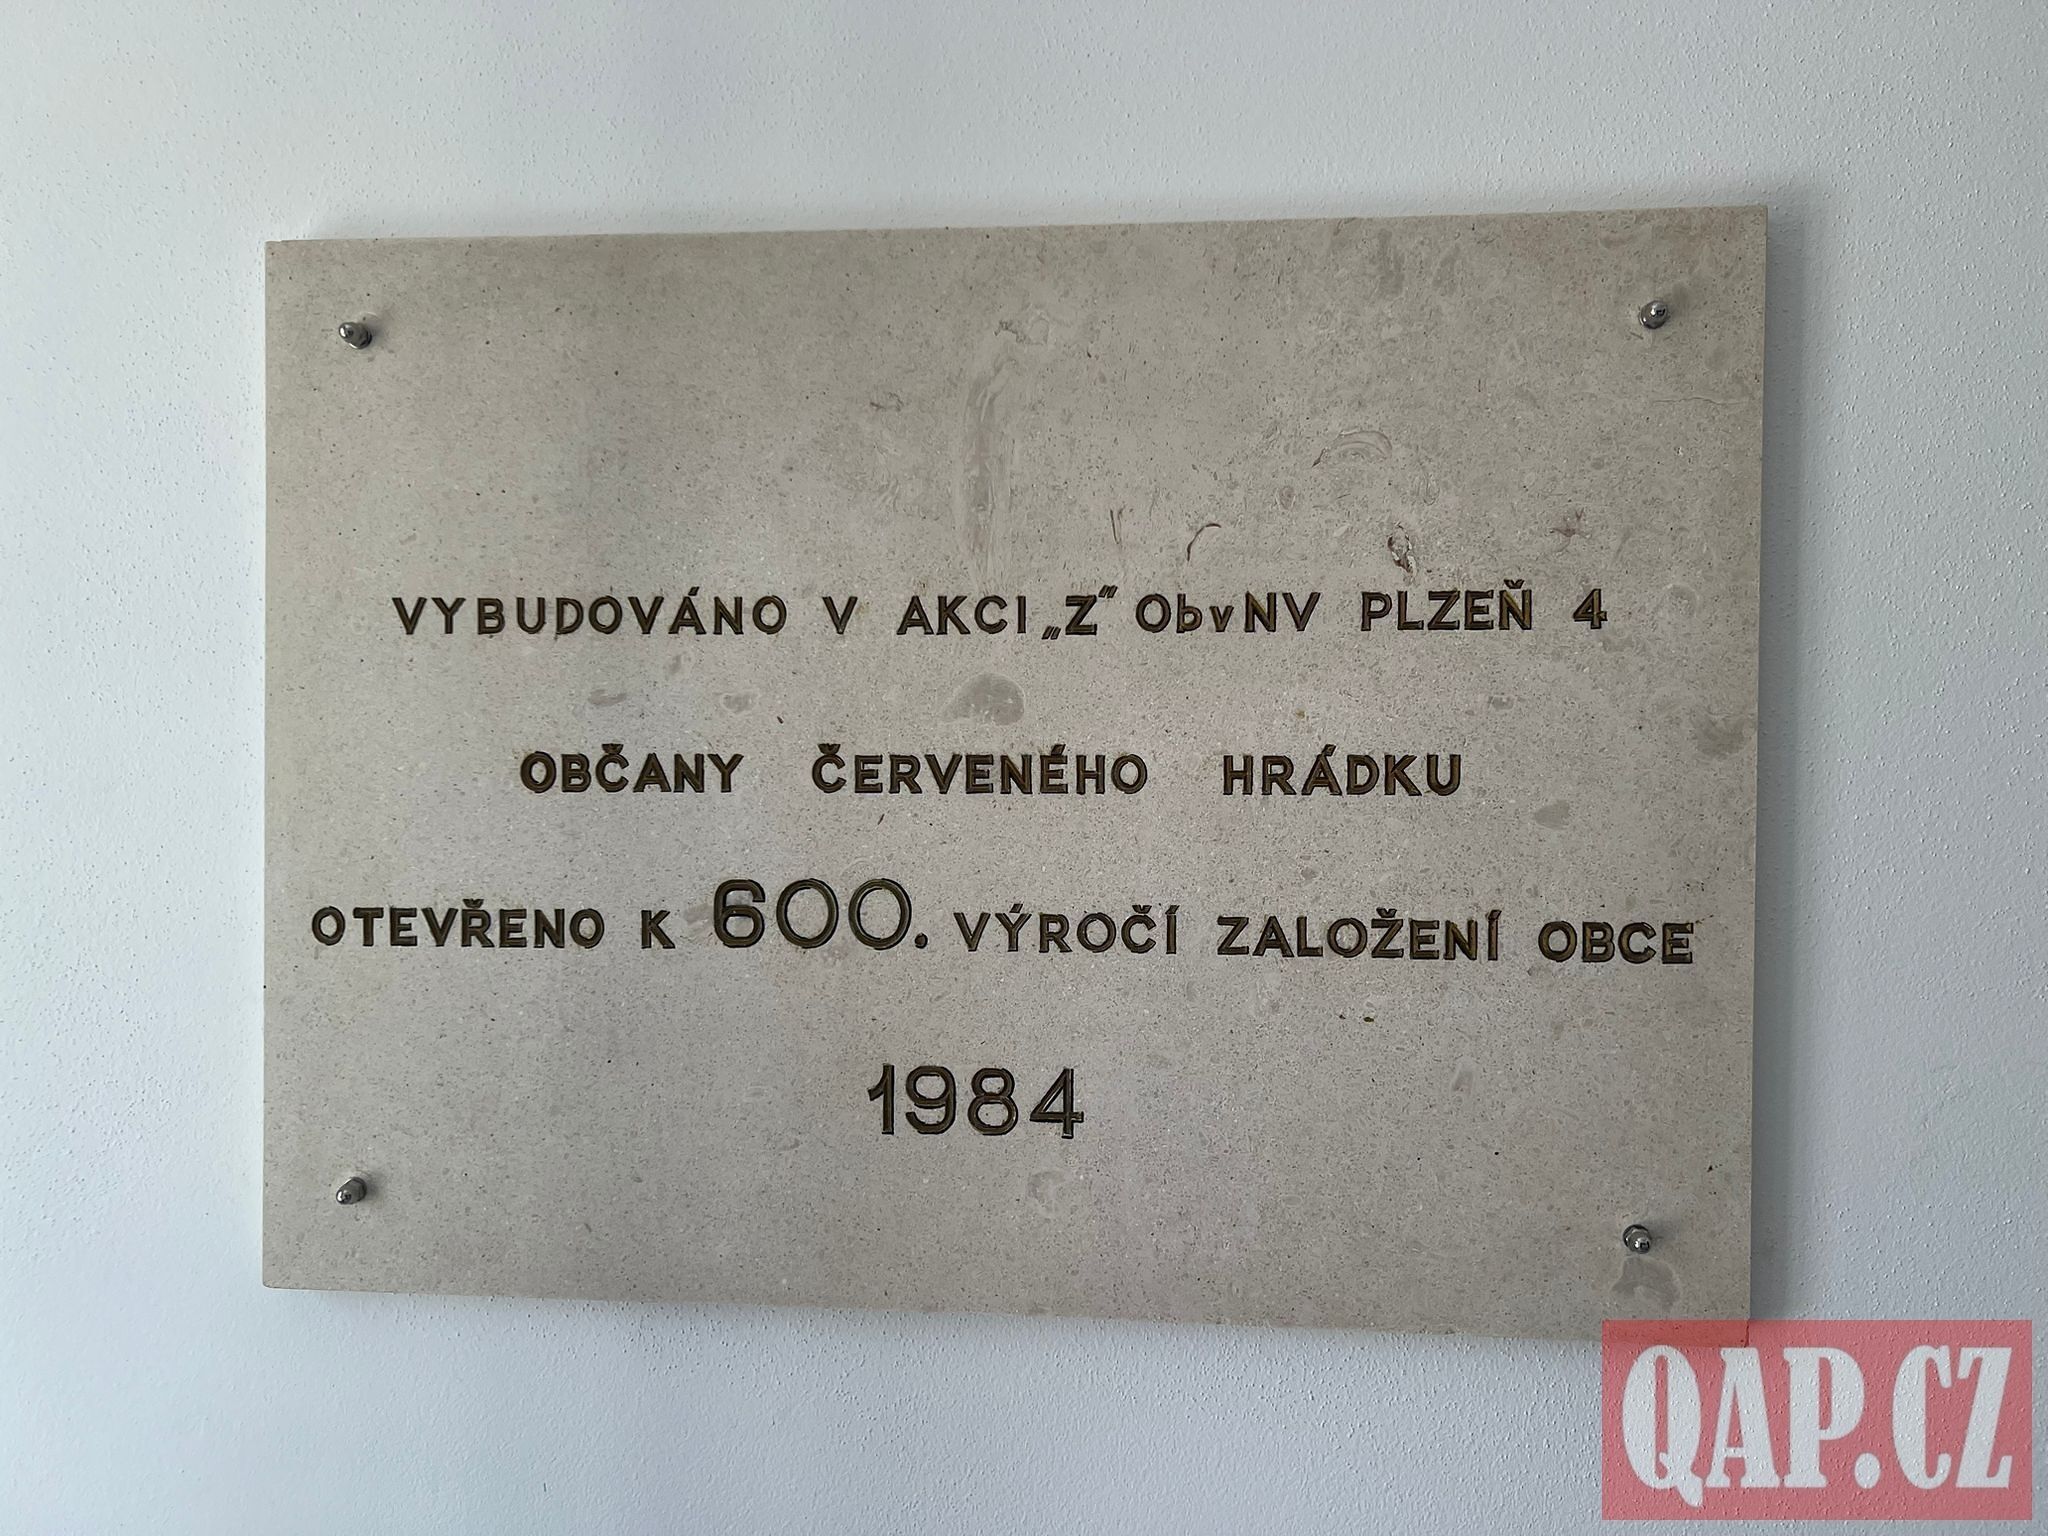 VYBUDOVÁNO V AKCI „Z“ ObvNV PLZEŇ 4
OBČANY ČERVENÉHO HRÁDKU
OTEVŘENO K 600. VÝROČÍ ZALOŽENÍ OBCE
1984
QAP.CZ